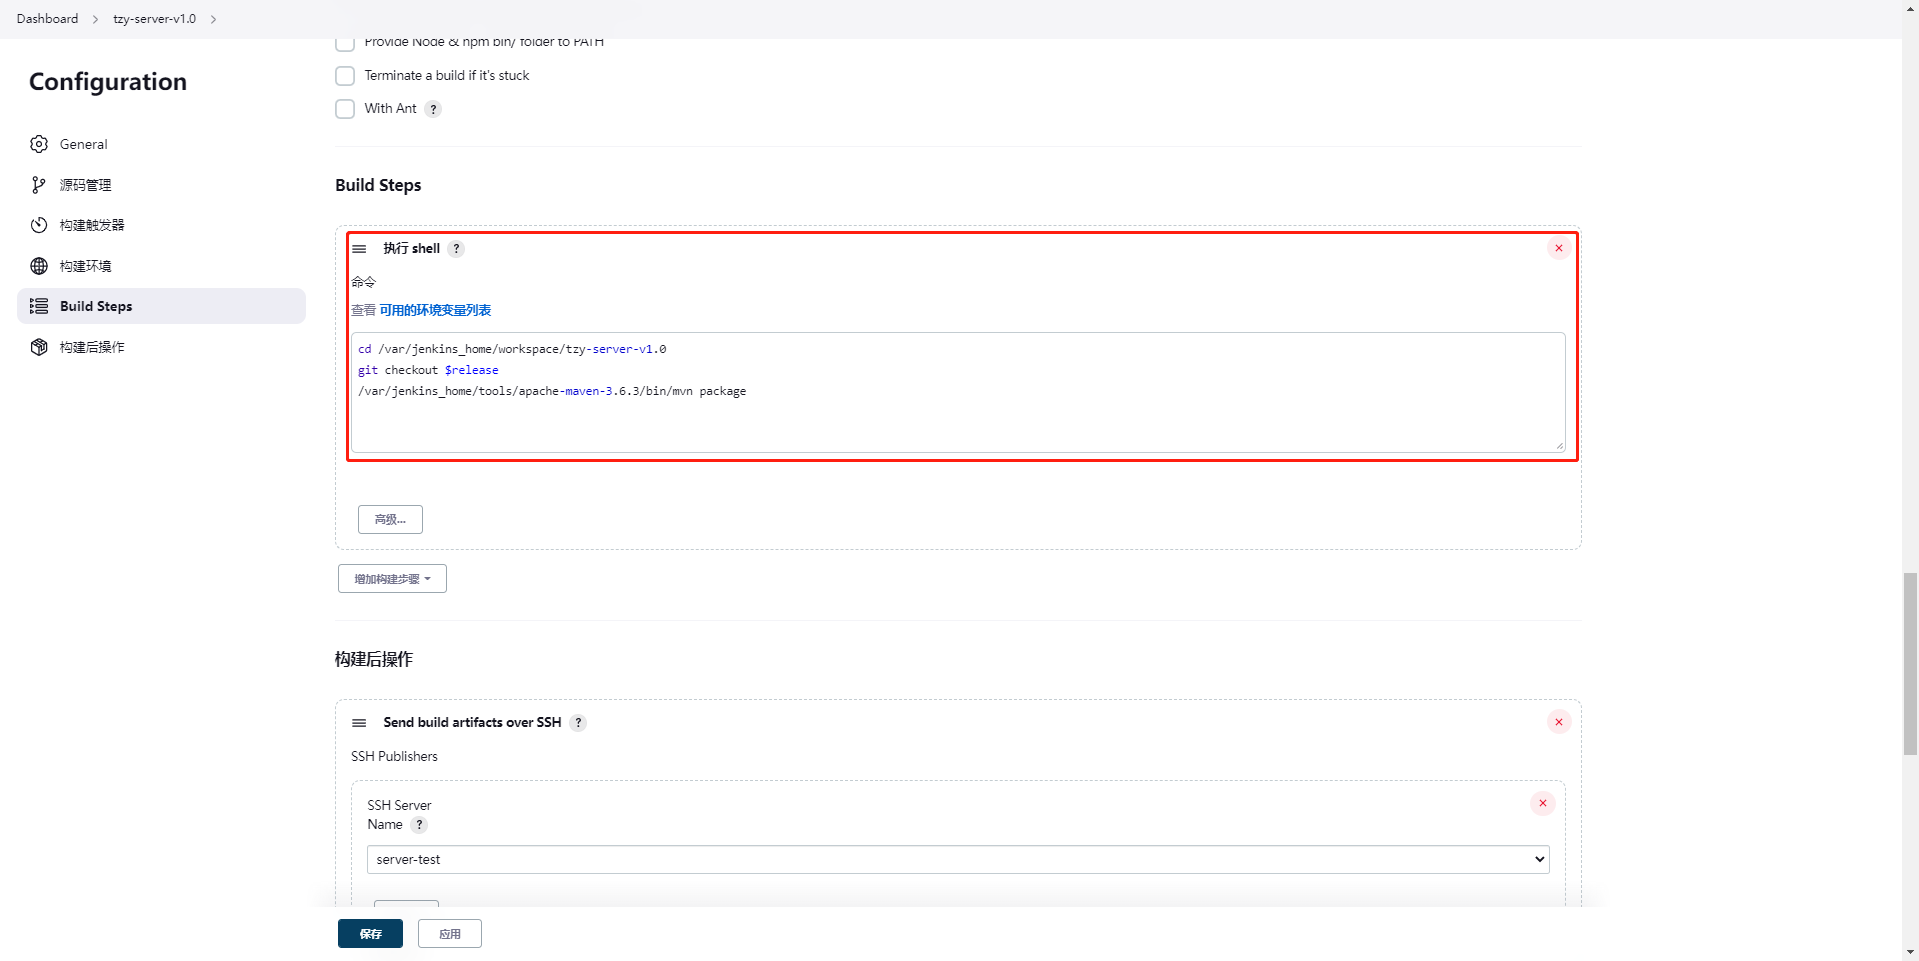 Dashboard > tzy-server-v1.0 >
Configuration
General
源码管理
构建触发器
构建环境
Build Steps
构建后操作
Provide Node & npm bin/ folder to PATH
Terminate a build if it's stuck
With Ant ?
Build Steps
执行 shell ?
命令
查看 可用的环境变量列表
cd /var/jenkins_home/workspace/tzy-server-v1.0
git checkout $release
/var/jenkins_home/tools/apache-maven-3.6.3/bin/mvn package
高级...
增加构建步骤
构建后操作
Send build artifacts over SSH ?
SSH Publishers
SSH Server
Name ?
server-test
保存
应用